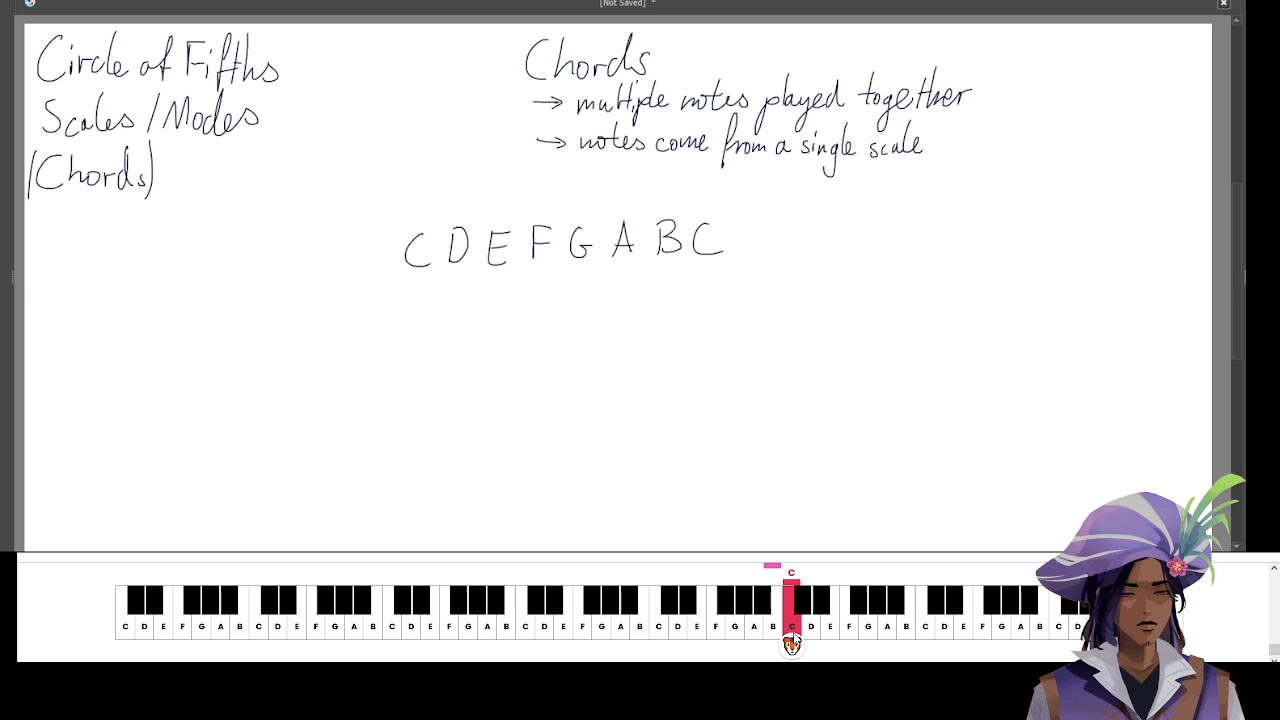 [Not Saved] *
Circle of Fifths
Scales/Modes
(Chords)
Chords
→ multiple notes played together
→ notes come from a single scale
C D E F G A B C
C
C D E F G A B C D E F G A B C D E F G A B C D E F G A B C D E F G A B C D E F G A B C D E F G A B C D